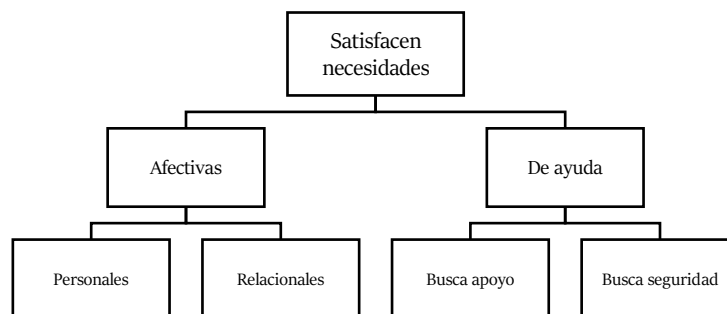 Satisfacen
necesidades
Afectivas
De ayuda
Personales
Relacionales
Busca apoyo
Busca seguridad